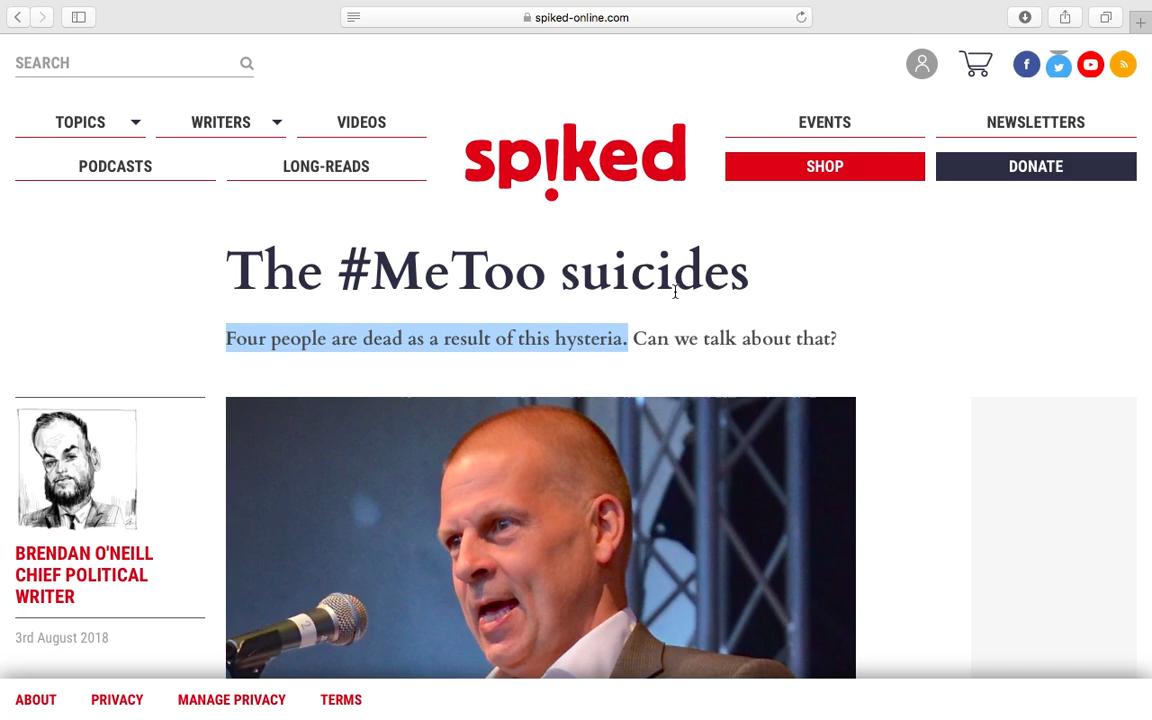 spiked-online.com
SEARCH
TOPICS
WRITERS
VIDEOS
EVENTS
NEWSLETTERS
PODCASTS
LONG-READS
spiked
SHOP
DONATE
The #MeToo suicides
Four people are dead as a result of this hysteria. Can we talk about that?
BRENDAN O'NEILL
CHIEF POLITICAL
WRITER
3rd August 2018
ABOUT
PRIVACY
MANAGE PRIVACY
TERMS